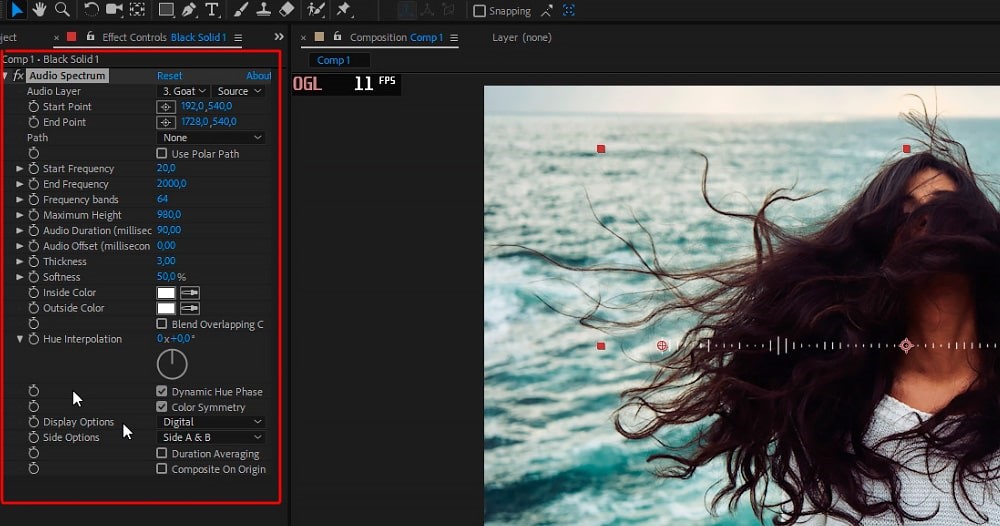 Snapping
ject
Effect Controls Black Solid 1
Composition Comp 1
Layer (none)
Comp 1 • Black Solid 1
Comp 1
fx Audio Spectrum Reset About
OGL 11 FPS
Audio Layer 3. Goat Source
Start Point 192,0,540,0
End Point 1728,0,540,0
Path None
Use Polar Path
Start Frequency 20,0
End Frequency 2000,0
Frequency bands 64
Maximum Height 980,0
Audio Duration (millisec 90,00
Audio Offset (millisecon 0,00
Thickness 3,00
Softness 50,0 %
Inside Color
Outside Color
Blend Overlapping C
Hue Interpolation 0x+0,0°
Dynamic Hue Phase
Color Symmetry
Display Options Digital
Side Options Side A & B
Duration Averaging
Composite On Origin